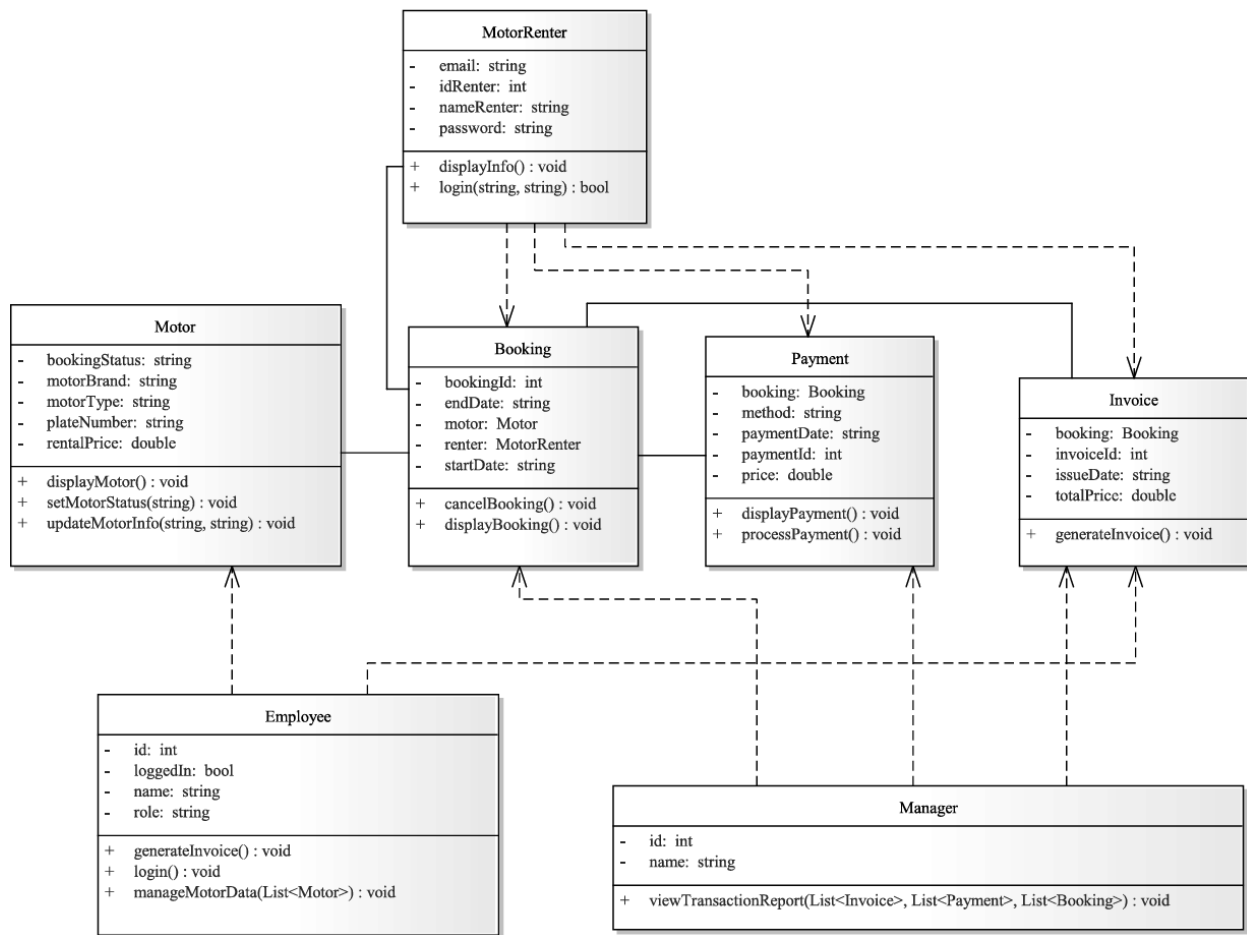 MotorRenter
- email: string
- idRenter: int
- nameRenter: string
- password: string
+ displayInfo() : void
+ login(string, string) : bool
Motor
- bookingStatus: string
- motorBrand: string
- motorType: string
- plateNumber: string
- rentalPrice: double
+ displayMotor() : void
+ setMotorStatus(string) : void
+ updateMotorInfo(string, string) : void
Booking
- bookingId: int
- endDate: string
- motor: Motor
- renter: MotorRenter
- startDate: string
+ cancelBooking() : void
+ displayBooking() : void
Payment
- booking: Booking
- method: string
- paymentDate: string
- paymentId: int
- price: double
+ displayPayment() : void
+ processPayment() : void
Invoice
- booking: Booking
- invoiceId: int
- issueDate: string
- totalPrice: double
+ generateInvoice() : void
Employee
- id: int
- loggedIn: bool
- name: string
- role: string
+ generateInvoice() : void
+ login() : void
+ manageMotorData(List<Motor>) : void
Manager
- id: int
- name: string
+ viewTransactionReport(List<Invoice>, List<Payment>, List<Booking>) : void